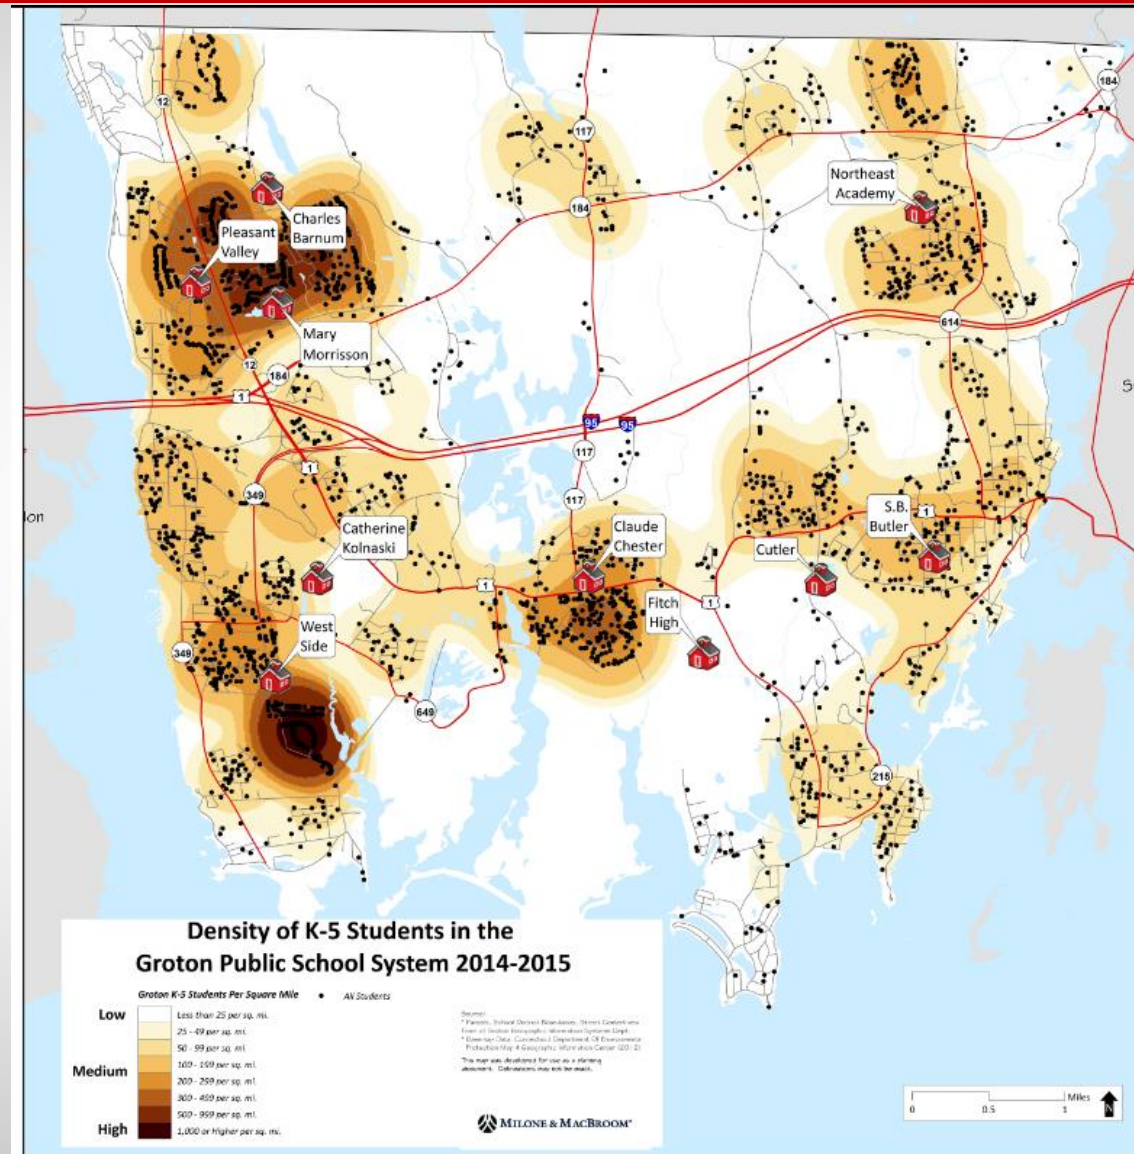 184
12
117
184
Northeast
Academy
Charles
Barnum
Pleasant
Valley
614
Mary
Morrisson
12
184
1
95
95
117
1
349
117
S.B.
Butler
1
Catherine
Kolnaski
Claude
Chester
Cutler
1
1
Fitch
High
West
Side
349
649
215
Density of K-5 Students in the
Groton Public School System 2014-2015
Groton K-5 Students Per Square Mile
All Students
Low
Less than 25 per sq. mi.
25 - 49 per sq. mi.
50 - 99 per sq. mi.
Medium
100 - 199 per sq. mi.
200 - 299 per sq. mi.
300 - 499 per sq. mi.
500 - 999 per sq. mi.
High
1,000 or Higher per sq. mi.
This map was developed for use as a planning
document. Delineations may not be exact.
MILONE & MACBROOM®
0 0.5 1 Miles
N